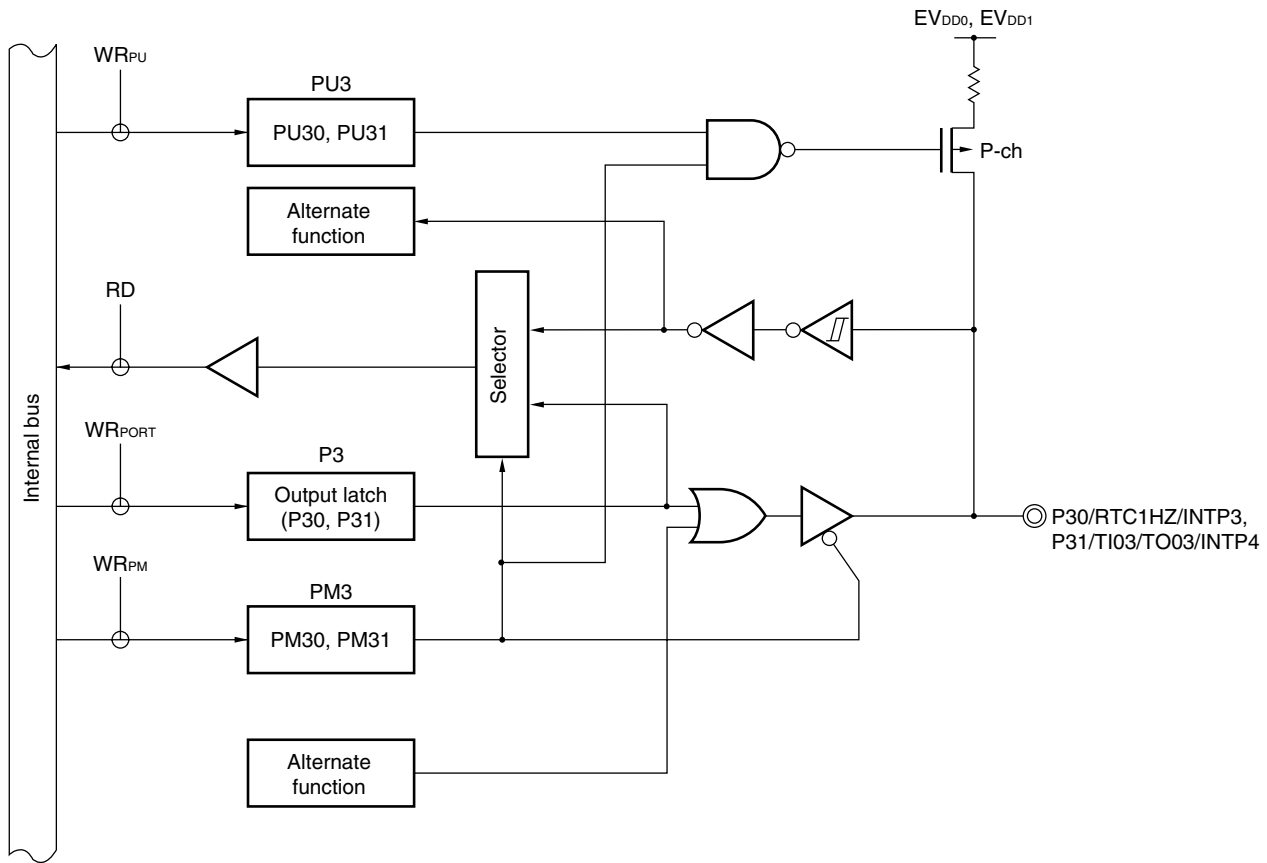 EVDD0, EVDD1
WRPU
PU3
PU30, PU31
P-ch
Alternate
function
RD
Selector
Internal bus
WRPORT
P3
Output latch
(P30, P31)
P30/RTC1HZ/INTP3,
P31/TI03/TO03/INTP4
WRPM
PM3
PM30, PM31
Alternate
function